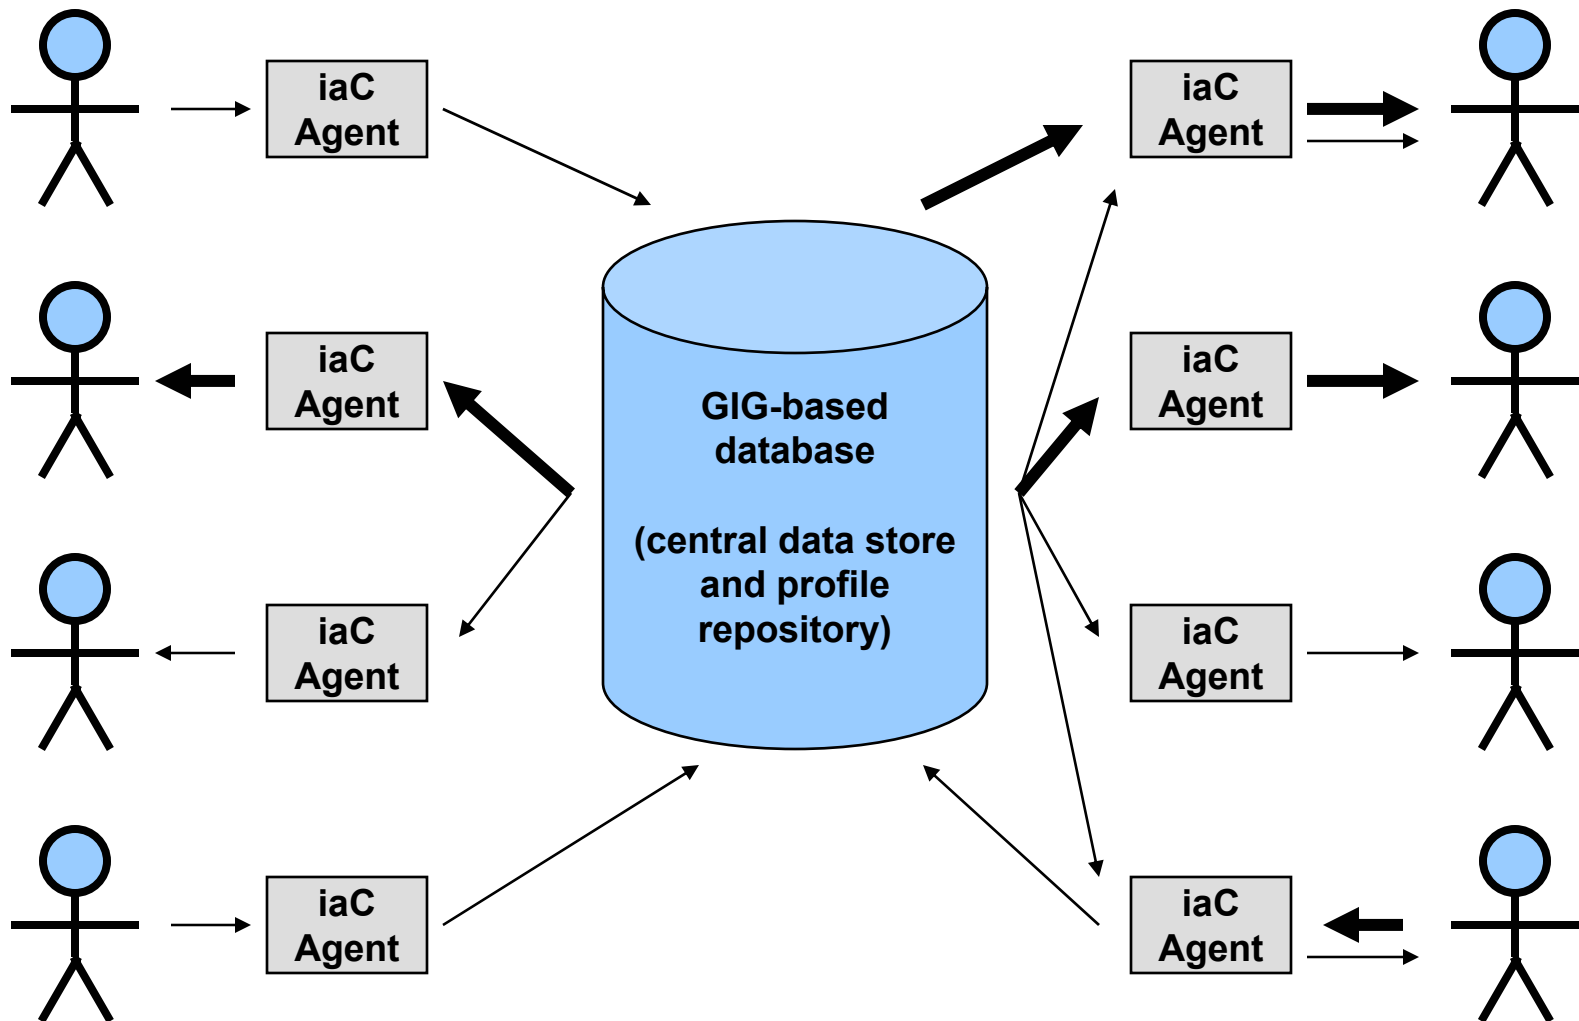 iaC
Agent
iaC
Agent
iaC
Agent
iaC
Agent
GIG-based
database
(central data store
and profile
repository)
iaC
Agent
iaC
Agent
iaC
Agent
iaC
Agent